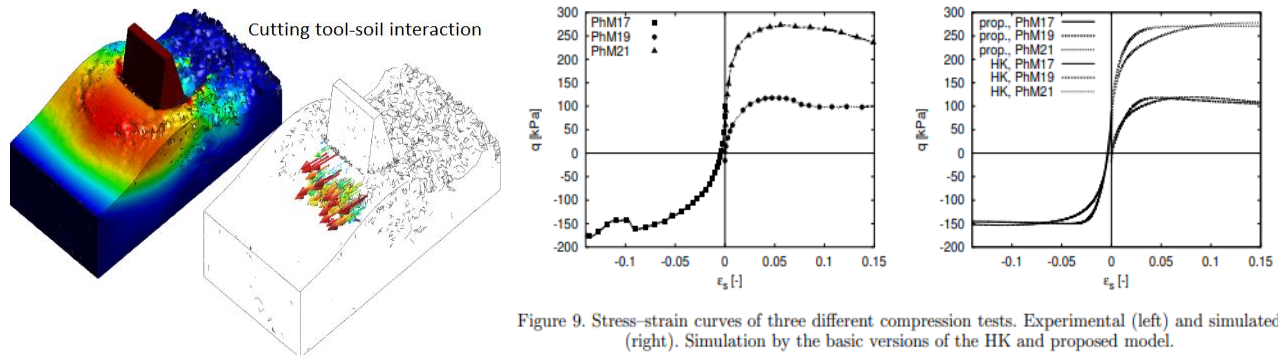 Cutting tool-soil interaction
300
250
200
150
100
50
0
-50
-100
-150
-200
q [kPa]
PhM17
PhM19
PhM21
-0.1
-0.05
0
0.05
0.1
0.15
εs [-]
300
250
200
150
100
50
0
-50
-100
-150
-200
q [kPa]
prop., PhM17
prop., PhM19
prop., PhM21
HK, PhM17
HK, PhM19
HK, PhM21
-0.1
-0.05
0
0.05
0.1
0.15
εs [-]
Figure 9. Stress–strain curves of three different compression tests. Experimental (left) and simulated
(right). Simulation by the basic versions of the HK and proposed model.